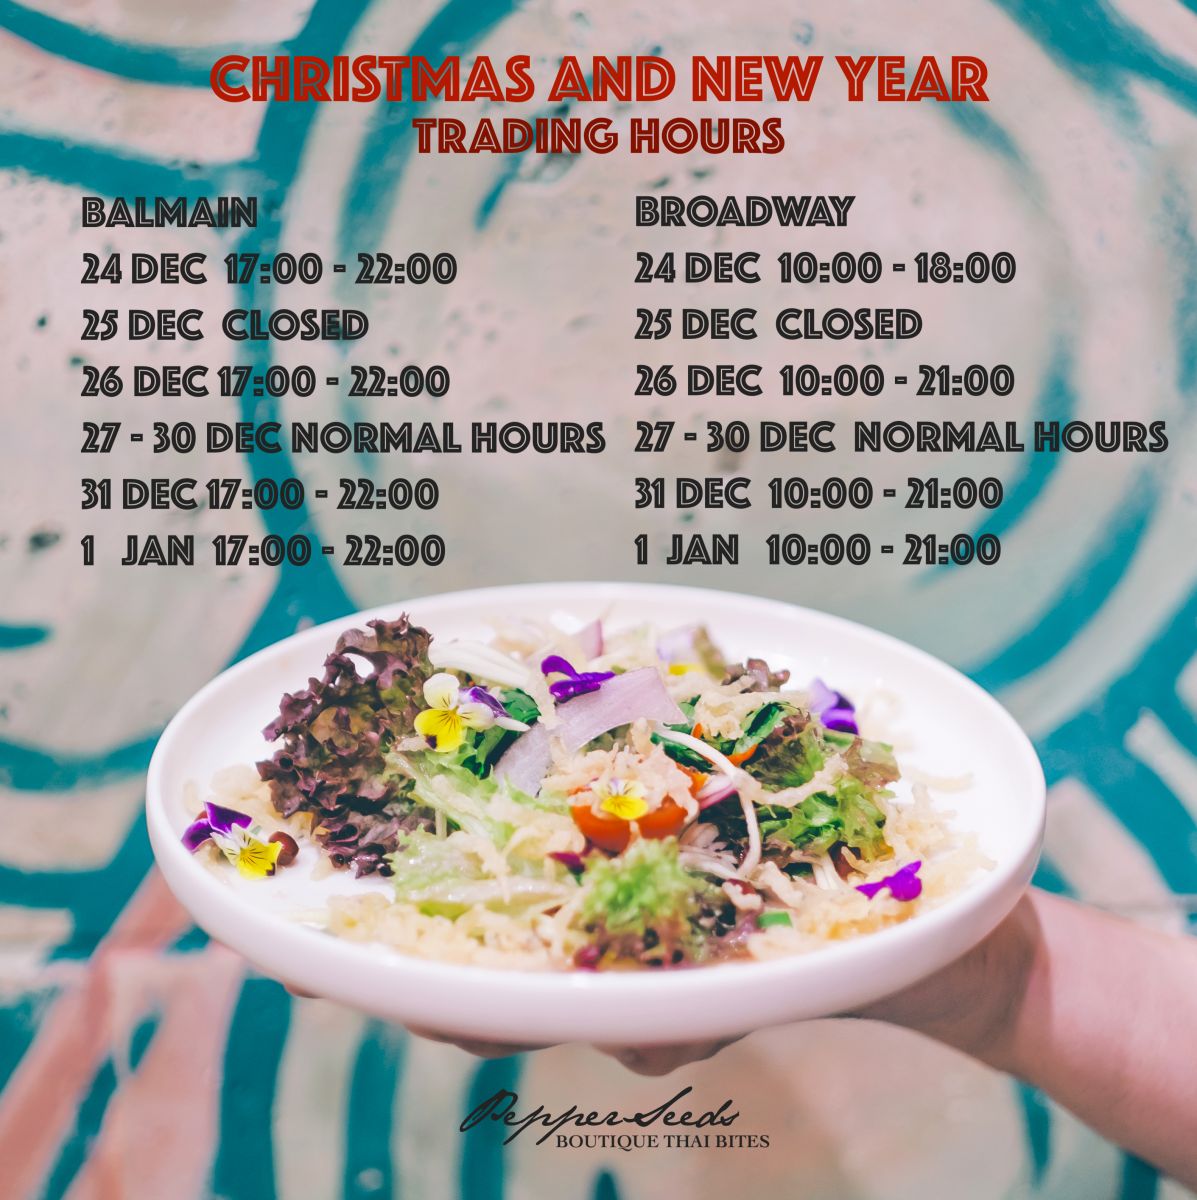 CHRISTMAS AND NEW YEAR
TRADING HOURS
BALMAIN
24 DEC 17:00 - 22:00
25 DEC CLOSED
26 DEC 17:00 - 22:00
27 - 30 DEC NORMAL HOURS
31 DEC 17:00 - 22:00
1 JAN 17:00 - 22:00
BROADWAY
24 DEC 10:00 - 18:00
25 DEC CLOSED
26 DEC 10:00 - 21:00
27 - 30 DEC NORMAL HOURS
31 DEC 10:00 - 21:00
1 JAN 10:00 - 21:00
Pepper Seeds
BOUTIQUE THAI BITES